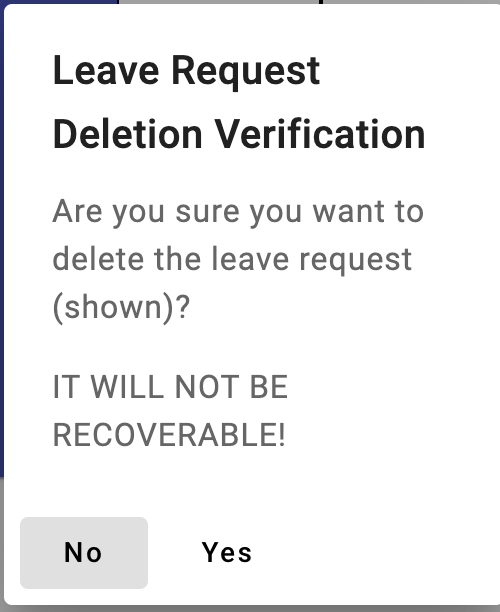 Leave Request
Deletion Verification
Are you sure you want to
delete the leave request
(shown)?
IT WILL NOT BE
RECOVERABLE!
No
Yes